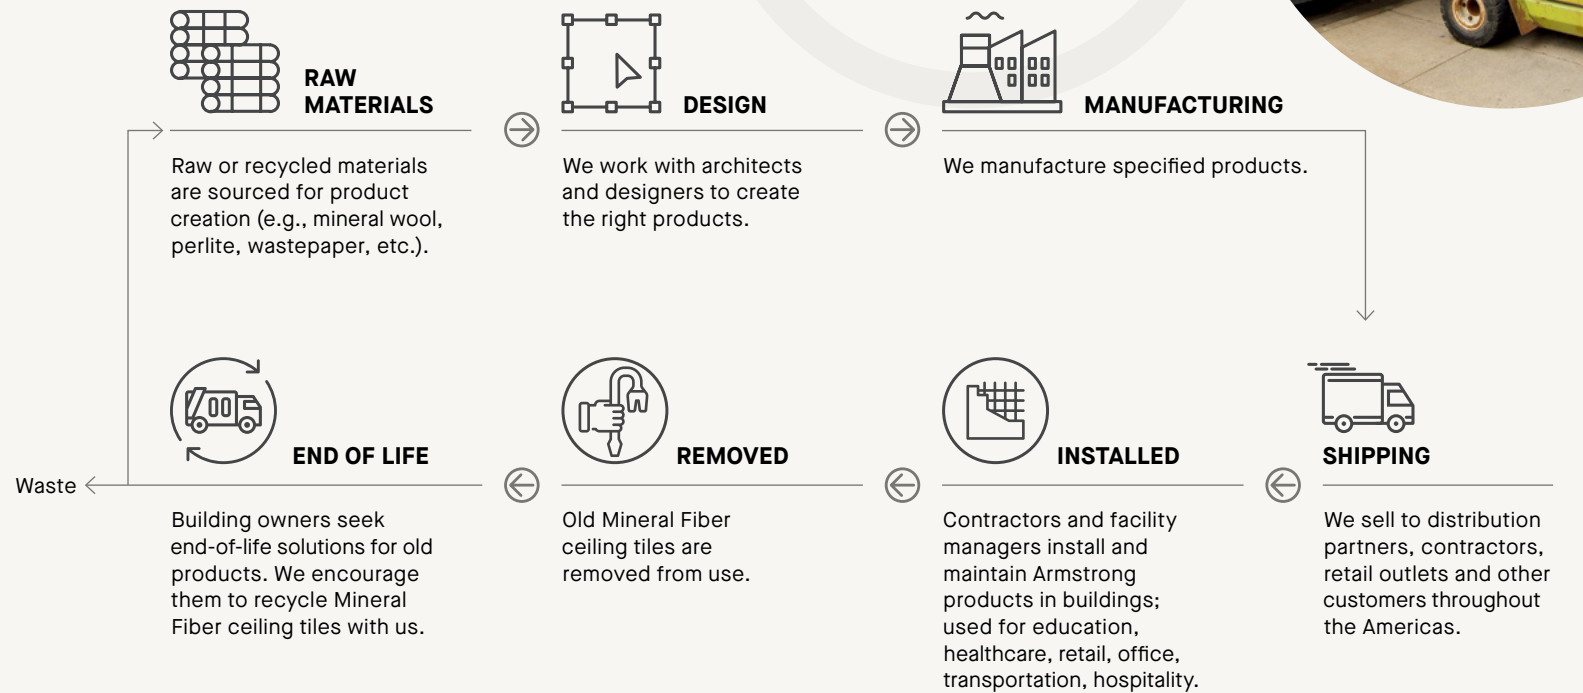 RAW
MATERIALS
Raw or recycled materials
are sourced for product
creation (e.g., mineral wool,
perlite, wastepaper, etc.).
DESIGN
We work with architects
and designers to create
the right products.
MANUFACTURING
We manufacture specified products.
SHIPPING
We sell to distribution
partners, contractors,
retail outlets and other
customers throughout
the Americas.
INSTALLED
Contractors and facility
managers install and
maintain Armstrong
products in buildings;
used for education,
healthcare, retail, office,
transportation, hospitality.
REMOVED
Old Mineral Fiber
ceiling tiles are
removed from use.
END OF LIFE
Building owners seek
end-of-life solutions for old
products. We encourage
them to recycle Mineral
Fiber ceiling tiles with us.
Waste